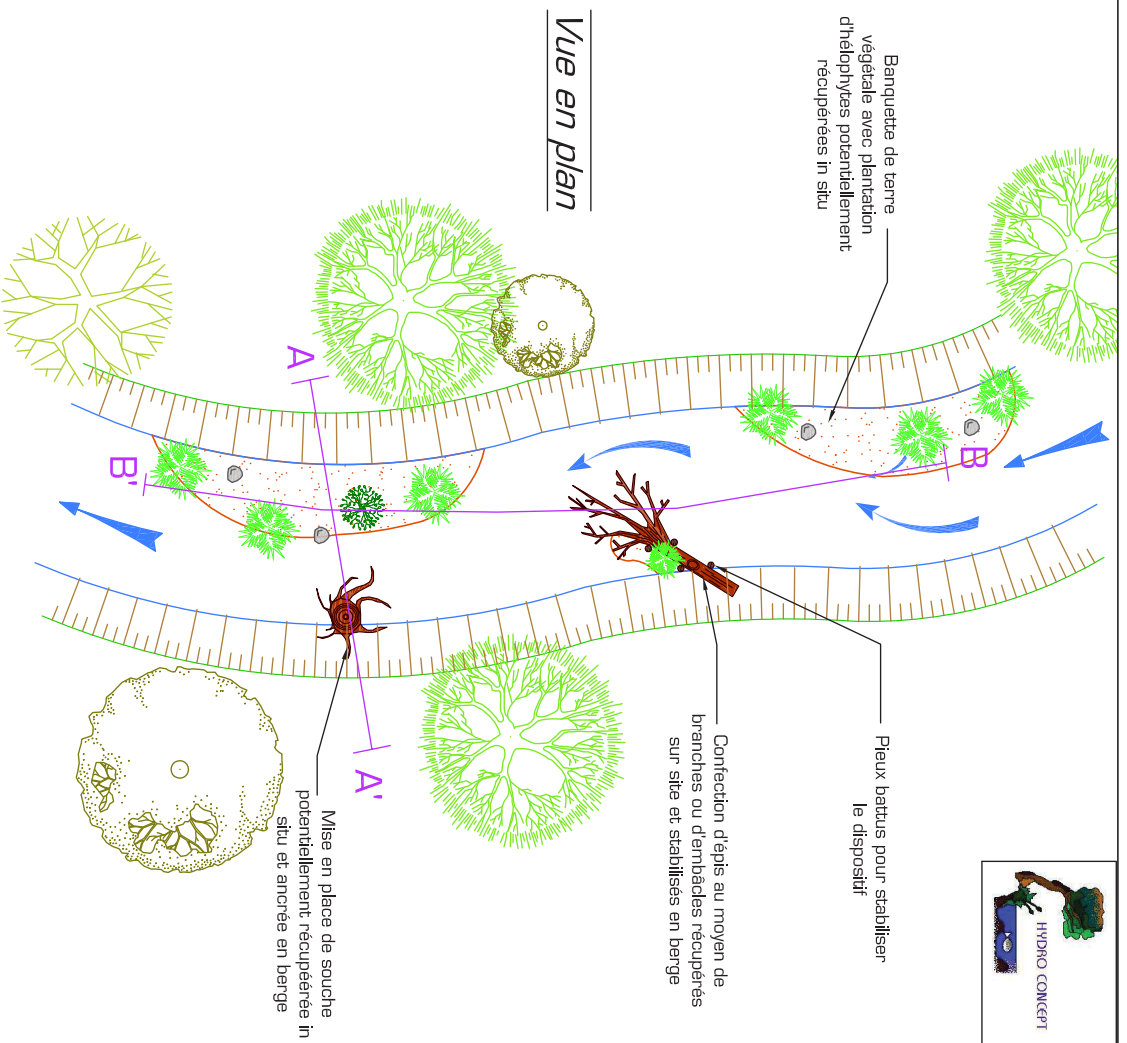 Vue en plan
Banquette de terre
végétale avec plantation
d'hélophytes potentiellement
récupérées in situ
A
B'
B
A'
Pieux battus pour stabiliser
le dispositif
Confection d'épis au moyen de
branches ou d'embâcles récupérés
sur site et stabilisés en berge
Mise en place de souche
potentiellement récupéérée in
situ et ancrée en berge
HYDRO CONCEPT